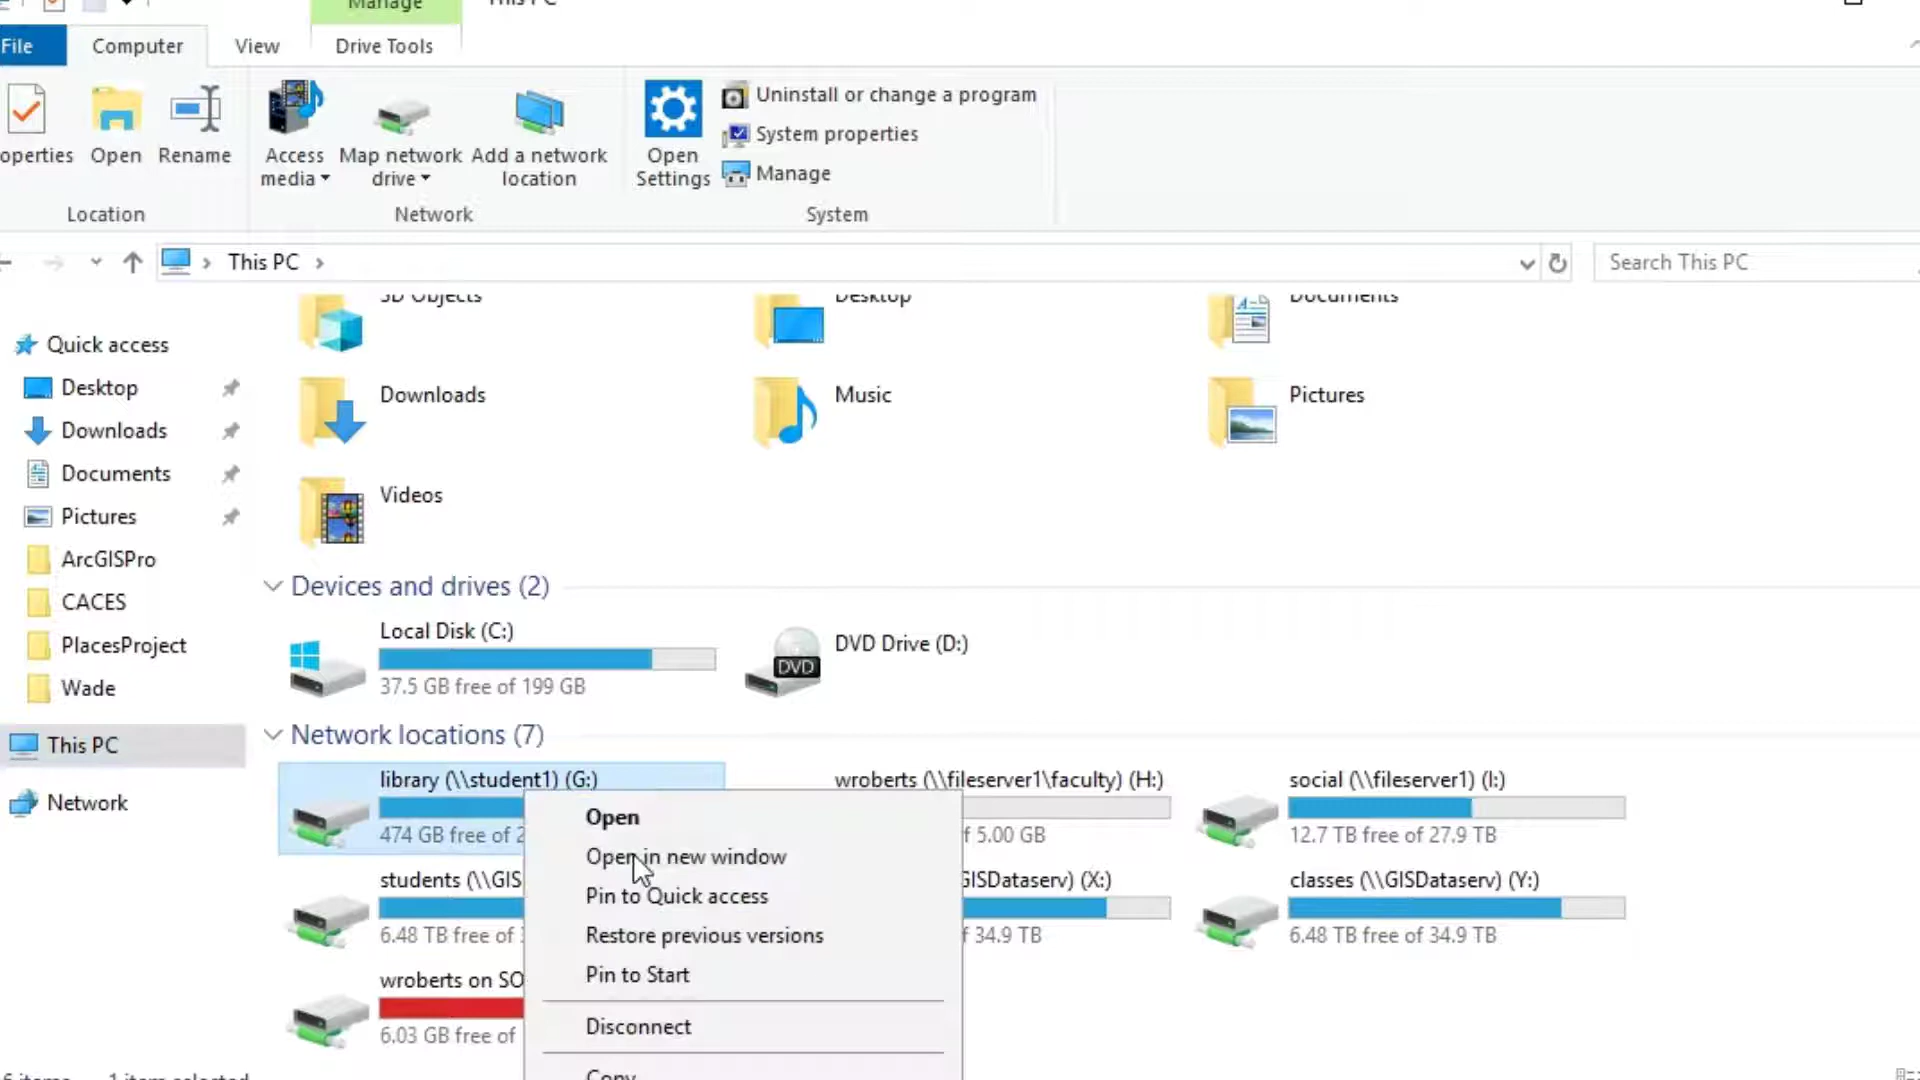 Manage
This PC
File
Computer
View
Drive Tools
operties
Open
Rename
Access media
Map network drive
Add a network location
Open Settings
Uninstall or change a program
System properties
Manage
Location
Network
System
This PC
Search This PC
Quick access
Desktop
Downloads
Documents
Pictures
ArcGISPro
CACES
PlacesProject
Wade
This PC
Network
3D Objects
Desktop
Documents
Downloads
Music
Pictures
Videos
Devices and drives (2)
Local Disk (C:)
37.5 GB free of 199 GB
DVD
DVD Drive (D:)
Network locations (7)
library (\\student1) (G:)
474 GB free of 2
wroberts (\\fileserver1\faculty) (H:)
f 5.00 GB
social (\\fileserver1) (I:)
12.7 TB free of 27.9 TB
students (\\GIS
6.48 TB free of 3
GISDataserv) (X:)
f 34.9 TB
classes (\\GISDataserv) (Y:)
6.48 TB free of 34.9 TB
wroberts on SO
6.03 GB free of
Open
Open in new window
Pin to Quick access
Restore previous versions
Pin to Start
Disconnect
Copy
6 items
1 item selected